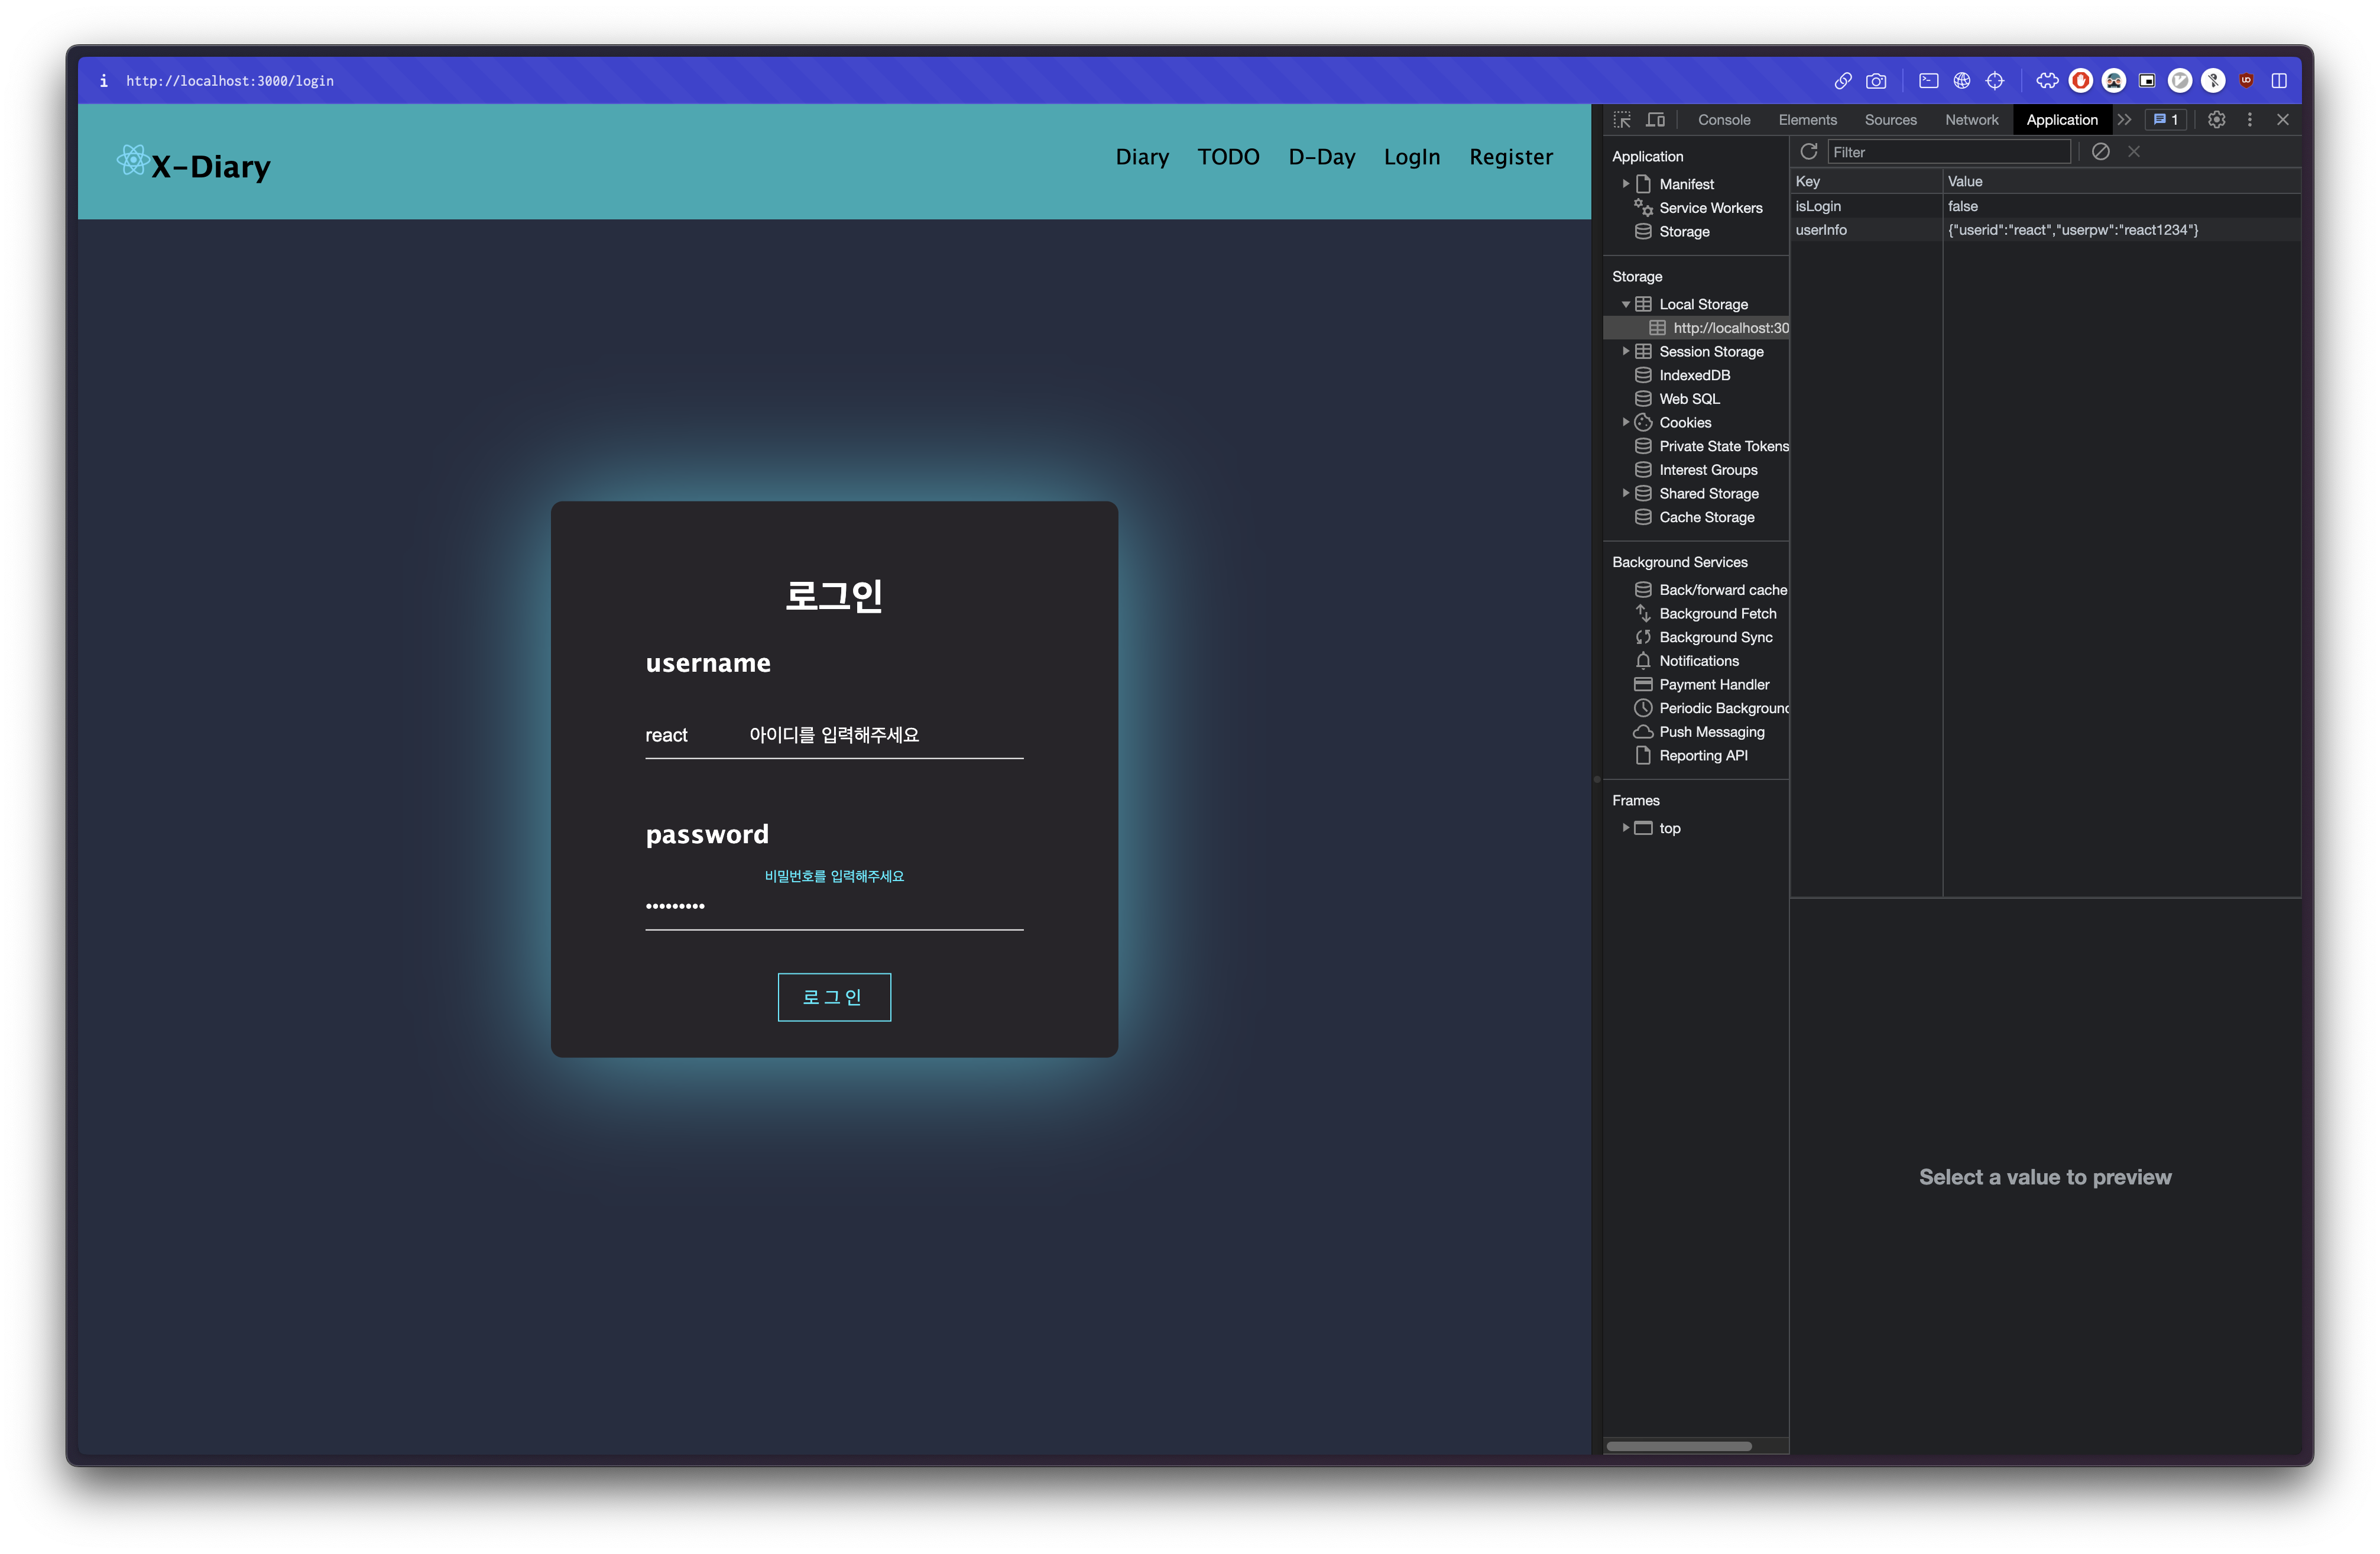 http://localhost:3000/login
X-Diary
Diary TODO D-Day LogIn Register
로그인
username
react 아이디를 입력해주세요
password
비밀번호를 입력해주세요
•••••••••
로그인
Console Elements Sources Network Application 1
Application
Manifest
Service Workers
Storage
Storage
Local Storage
http://localhost:30
Session Storage
IndexedDB
Web SQL
Cookies
Private State Tokens
Interest Groups
Shared Storage
Cache Storage
Background Services
Back/forward cache
Background Fetch
Background Sync
Notifications
Payment Handler
Periodic Background
Push Messaging
Reporting API
Frames
top
Filter
Key Value
isLogin false
userInfo {"userid":"react","userpw":"react1234"}
Select a value to preview